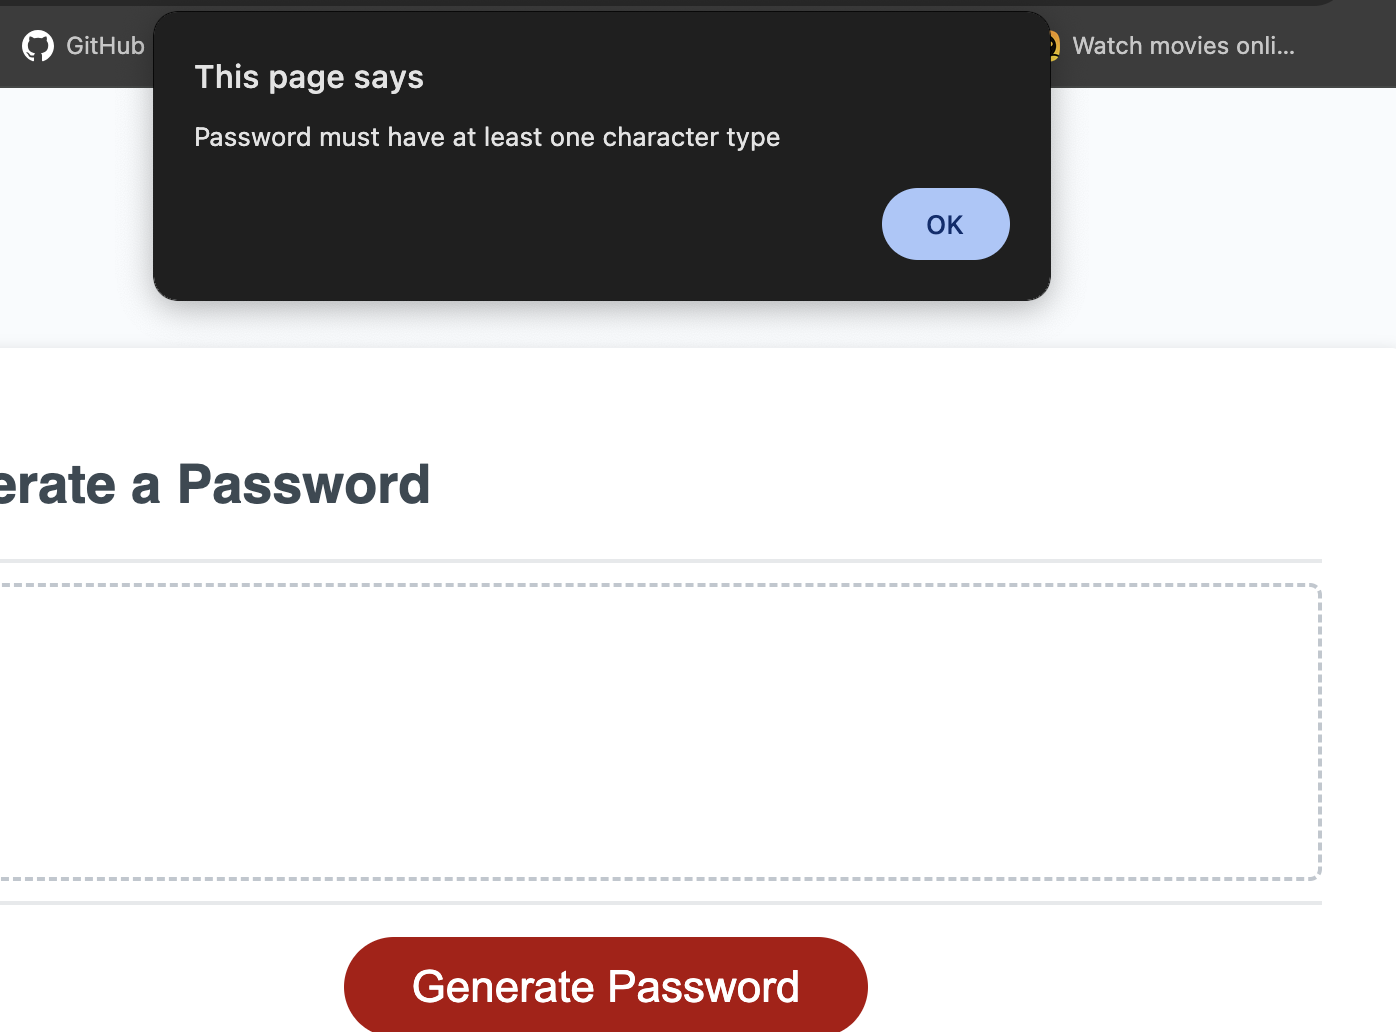 GitHub
Watch movies onli...
This page says
Password must have at least one character type
OK
erate a Password
Generate Password